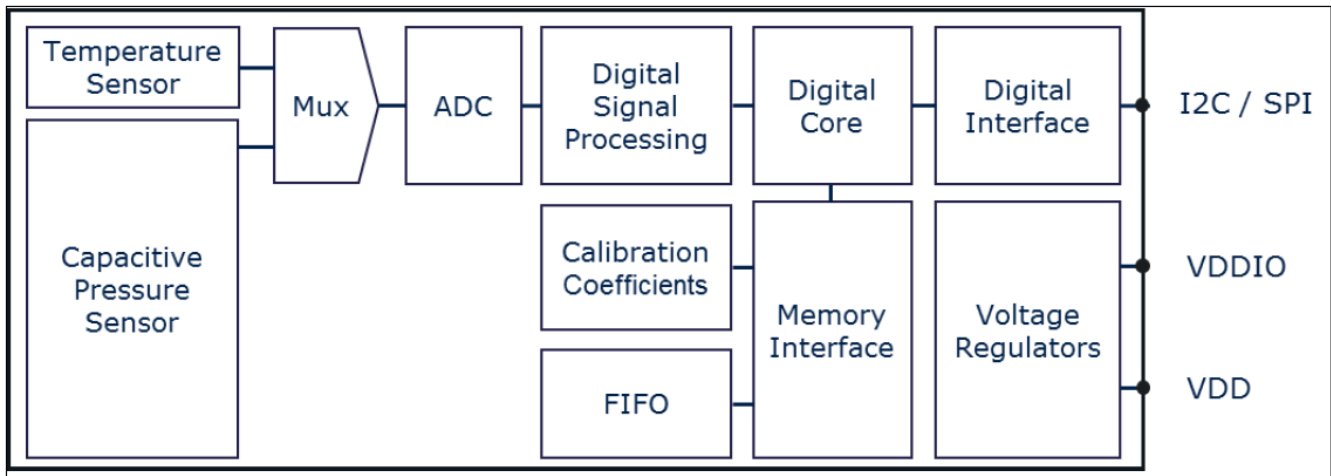 Temperature
Sensor
Mux
ADC
Digital
Signal
Processing
Digital
Core
Digital
Interface
I2C / SPI
Capacitive
Pressure
Sensor
Calibration
Coefficients
FIFO
Memory
Interface
Voltage
Regulators
VDDIO
VDD